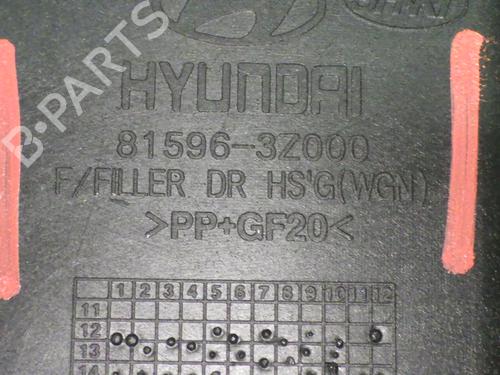 HYUNDAI
81596-3Z000
F/FILLER DR HS'G(WGN)
>PP+GF20<
1 2 3 4 5 6 7 8 9 10 11 12
11
12
13
14
B-PARTS